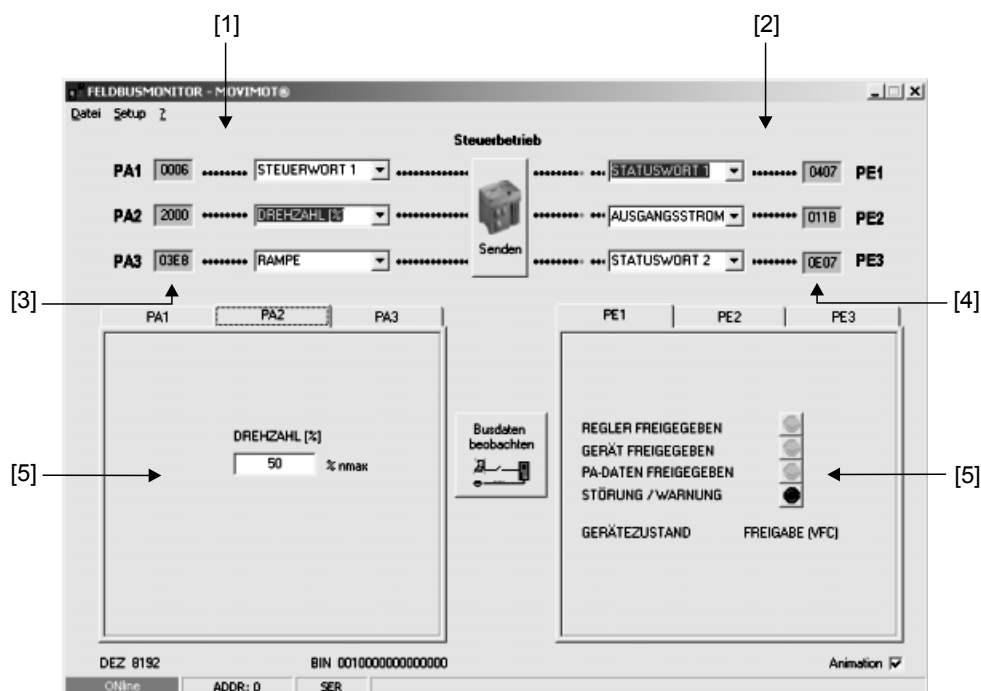 [1] [2]
FELDBUSMONITOR - MOVIMOT®
Datei Setup ?
Steuerbetrieb
PA1 0006 STEUERWORT 1 STATUSWORT 1 0407 PE1
PA2 2000 DREHZAHL [%] AUSGANGSSTROM 011B PE2
Senden
PA3 03E8 RAMPE STATUSWORT 2 0E07 PE3
[3] [4]
PA1 PA2 PA3 PE1 PE2 PE3
DREHZAHL [%]
50 % nmax
Busdaten
beobachten
REGLER FREIGEGEBEN
GERÄT FREIGEGEBEN
PA-DATEN FREIGEGEBEN
STÖRUNG / WARNUNG
[5] [5]
GERÄTEZUSTAND FREIGABE (VFC)
DEZ 8192 BIN 0010000000000000 Animation
ONline ADDR: 0 SER